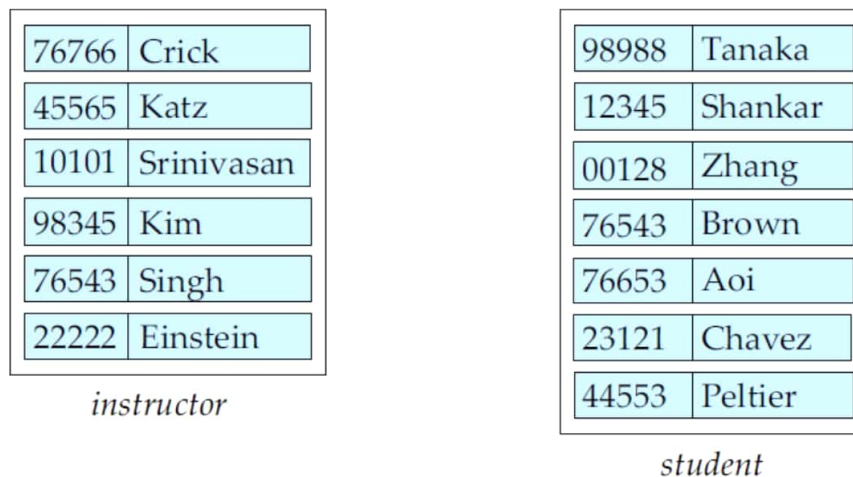 76766 Crick
45565 Katz
10101 Srinivasan
98345 Kim
76543 Singh
22222 Einstein
instructor
98988 Tanaka
12345 Shankar
00128 Zhang
76543 Brown
76653 Aoi
23121 Chavez
44553 Peltier
student